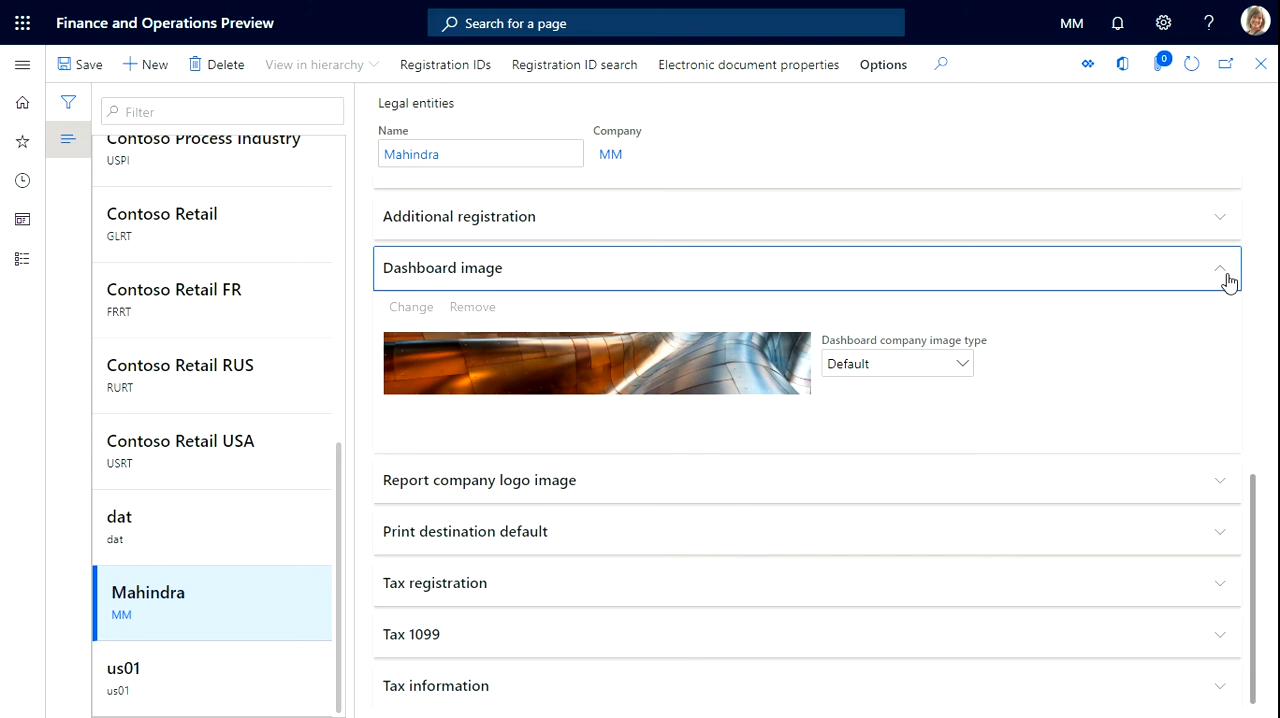 Finance and Operations Preview
Search for a page
MM
?
Save
New
Delete
View in hierarchy
Registration IDs
Registration ID search
Electronic document properties
Options
0
Filter
Contoso Process Industry
USPI
Contoso Retail
GLRT
Contoso Retail FR
FRRT
Contoso Retail RUS
RURT
Contoso Retail USA
USRT
dat
dat
Mahindra
MM
us01
us01
Legal entities
Name
Company
Mahindra
MM
Additional registration
Dashboard image
Change
Remove
Dashboard company image type
Default
Report company logo image
Print destination default
Tax registration
Tax 1099
Tax information